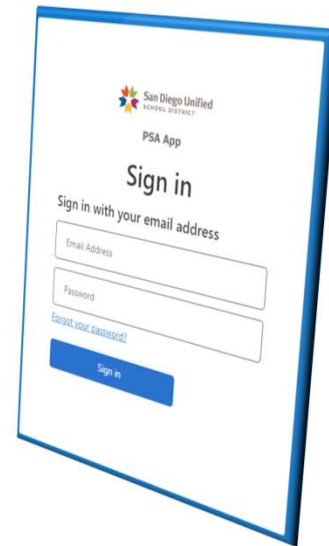 San Diego Unified
SCHOOL DISTRICT
PSA App
Sign in
Sign in with your email address
Email Address
Password
Forgot your password?
Sign in